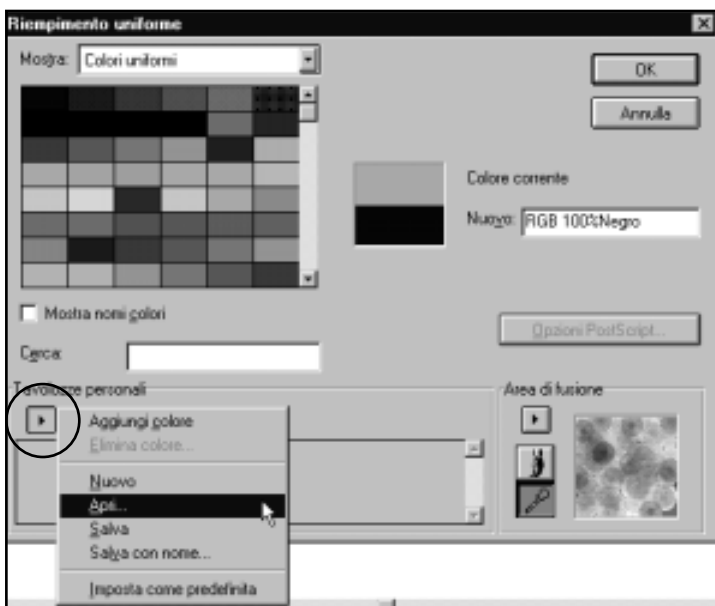 Riempimento uniforme
Mostra: Colori uniformi
OK
Annulla
Colore corrente
Nuovo: RGB 100%Negro
Mostra nomi colori
Opzioni PostScript...
Cerca:
Tavolozze personali
Area di fusione
Aggiungi colore
Elimina colore...
Nuovo
Apri...
Salva
Salva con nome...
Imposta come predefinita